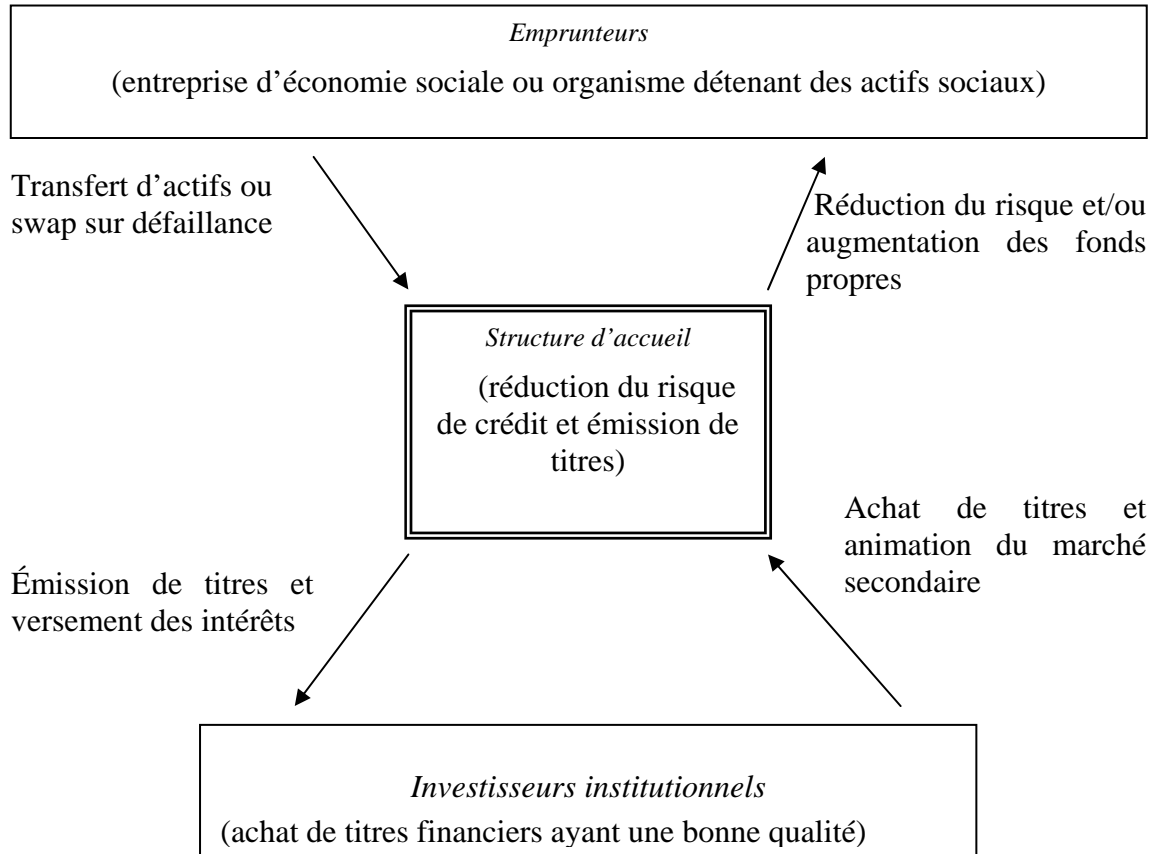 Emprunteurs
(entreprise d’économie sociale ou organisme détenant des actifs sociaux)
Transfert d’actifs ou
swap sur défaillance
Réduction du risque et/ou
augmentation des fonds
propres
Structure d’accueil
(réduction du risque
de crédit et émission de
titres)
Achat de titres et
animation du marché
secondaire
Émission de titres et
versement des intérêts
Investisseurs institutionnels
(achat de titres financiers ayant une bonne qualité)